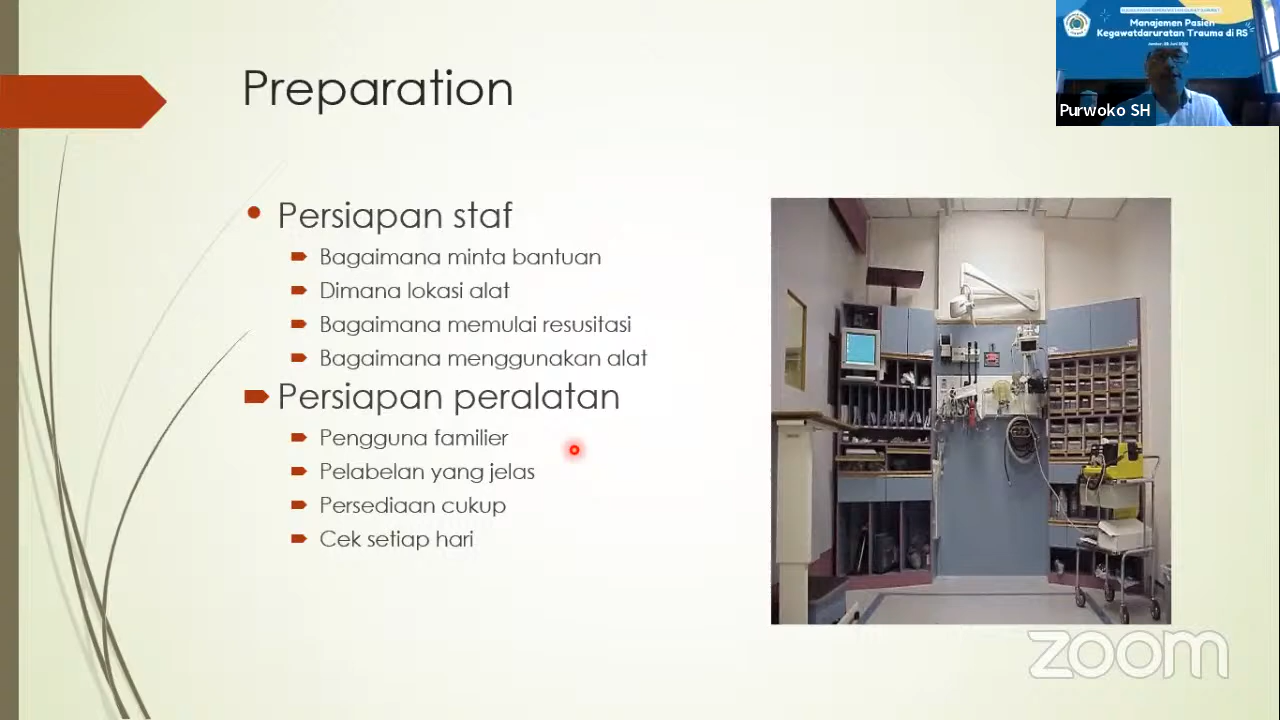 Preparation
Persiapan staf
Bagaimana minta bantuan
Dimana lokasi alat
Bagaimana memulai resusitasi
Bagaimana menggunakan alat
Persiapan peralatan
Pengguna familier
Pelabelan yang jelas
Persediaan cukup
Cek setiap hari
Manajemen Pasien
Kegawatdaruratan Trauma di RS
Purwoko SH
zoom